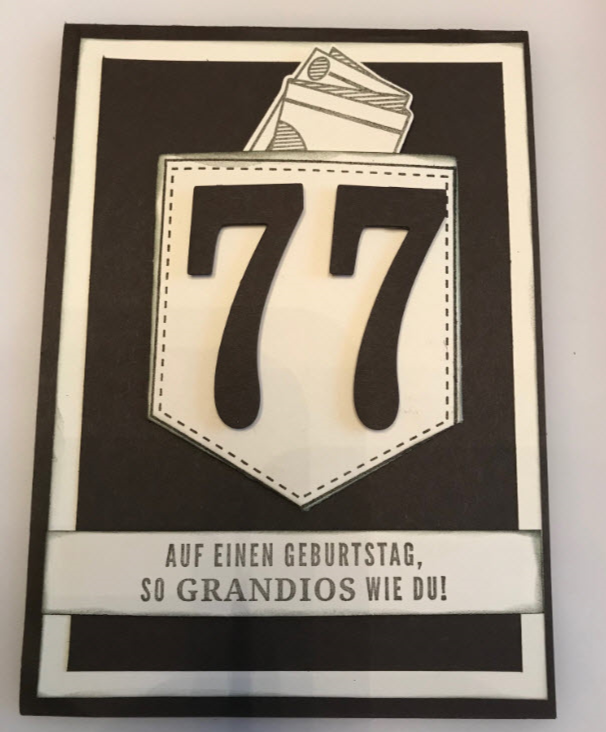 77
AUF EINEN GEBURTSTAG,
SO GRANDIOS WIE DU!